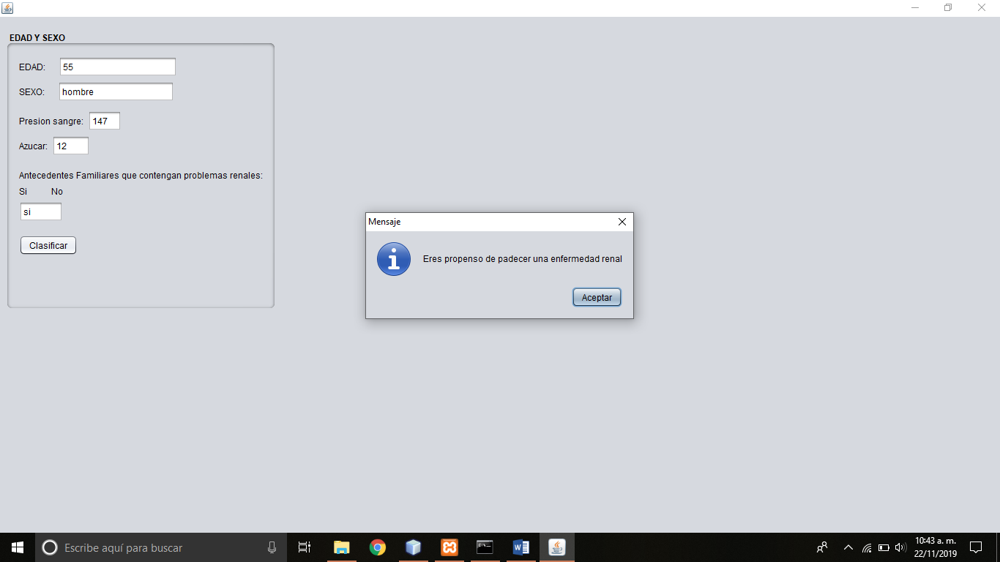 EDAD Y SEXO
EDAD: 55
SEXO: hombre
Presion sangre: 147
Azucar: 12
Antecedentes Familiares que contengan problemas renales:
Si No
si
Clasificar
Mensaje
Eres propenso de padecer una enfermedad renal
Aceptar
Escribe aquí para buscar
10:43 a. m.
22/11/2019